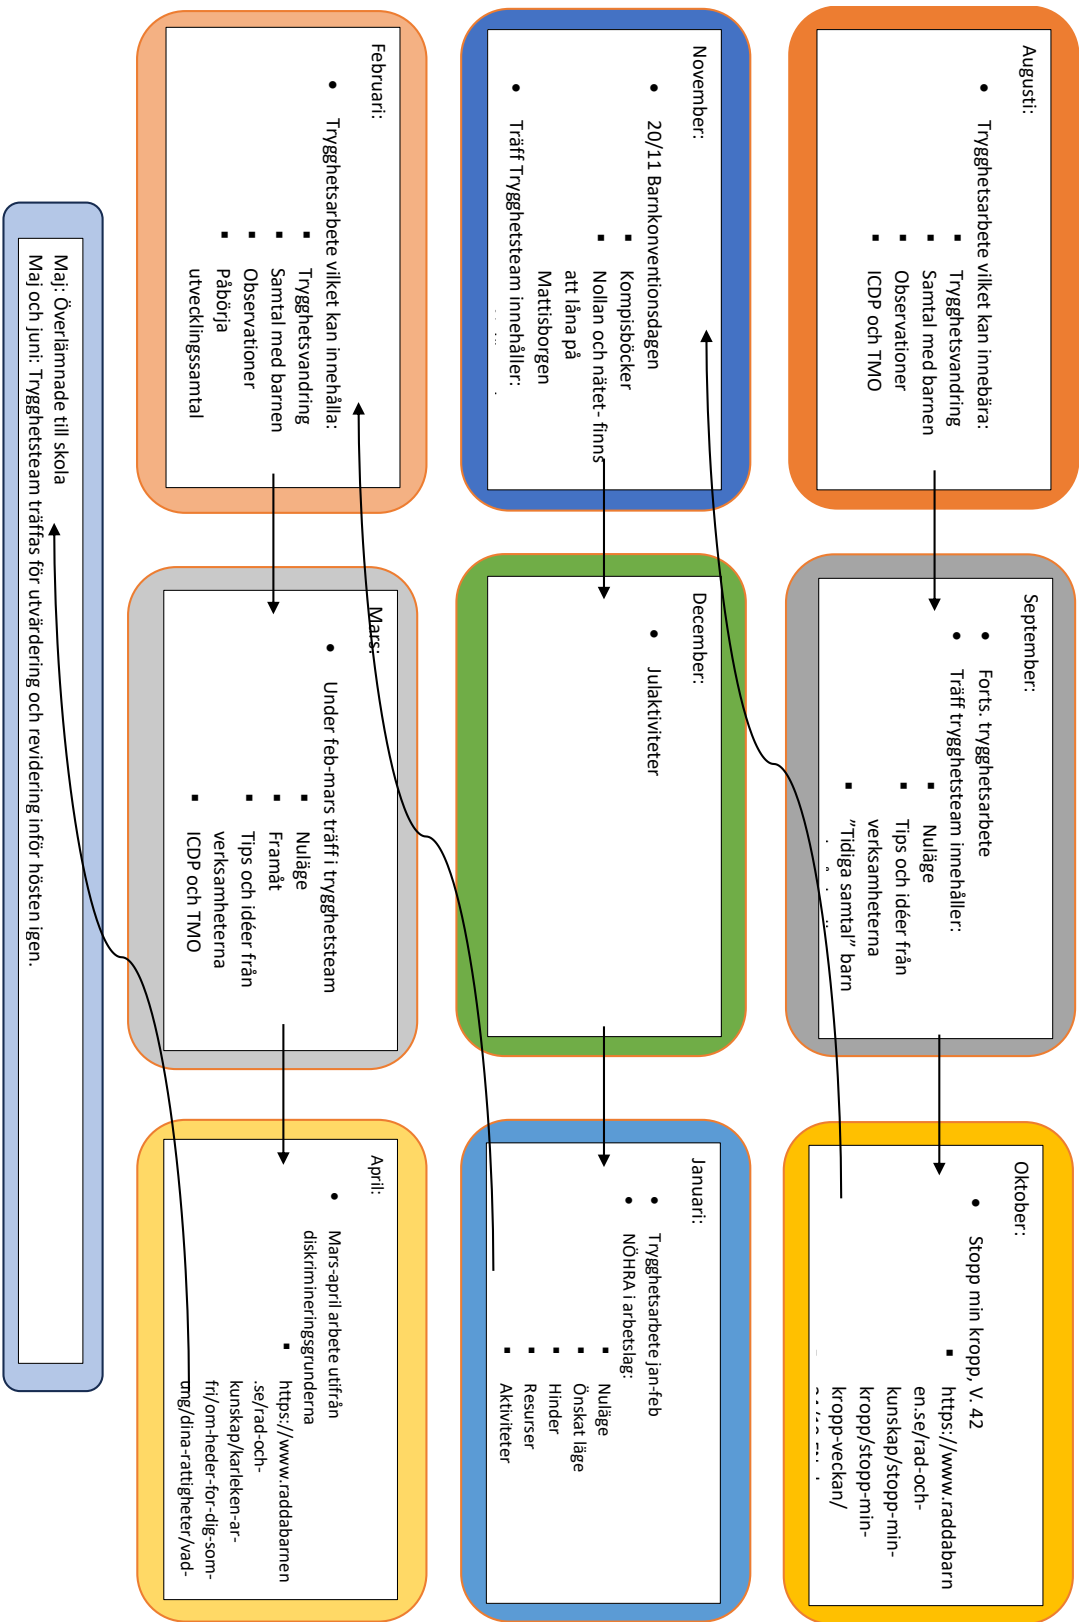 Augusti:
• Trygghetsarbete vilket kan innebära:
▪ Trygghetsvandring
▪ Samtal med barnen
▪ Observationer
▪ ICDP och TMO
September:
• Forts. trygghetsarbete
• Träff trygghetsteam innehåller:
▪ Nuläge
▪ Tips och idéer från
verksamheterna
▪ ”Tidiga samtal” barn
Oktober:
• Stopp min kropp, V. 42
▪ https://www.raddabarn
en.se/rad-och-
kunskap/stopp-min-
kropp/stopp-min-
kropp-veckan/
November:
• 20/11 Barnkonventionsdagen
▪ Kompisböcker
▪ Nollan och nätet- finns
att låna på
Mattisborgen
• Träff Trygghetsteam innehåller:
December:
• Julaktiviteter
Januari:
• Trygghetsarbete jan-feb
• NÖHRA i arbetslag:
▪ Nuläge
▪ Önskat läge
▪ Hinder
▪ Resurser
▪ Aktiviteter
Februari:
• Trygghetsarbete vilket kan innehålla:
▪ Trygghetsvandring
▪ Samtal med barnen
▪ Observationer
▪ Påbörja
utvecklingssamtal
Mars:
• Under feb-mars träff i trygghetsteam
▪ Nuläge
▪ Framåt
▪ Tips och idéer från
verksamheterna
▪ ICDP och TMO
April:
• Mars-april arbete utifrån
diskrimineringsgrunderna
▪ https://www.raddabarnen
.se/rad-och-
kunskap/karleken-ar-
fri/om-heder-for-dig-som-
ung/dina-rattigheter/vad-
Maj: Överlämnade till skola
Maj och juni: Trygghetsteam träffas för utvärdering och revidering inför hösten igen.